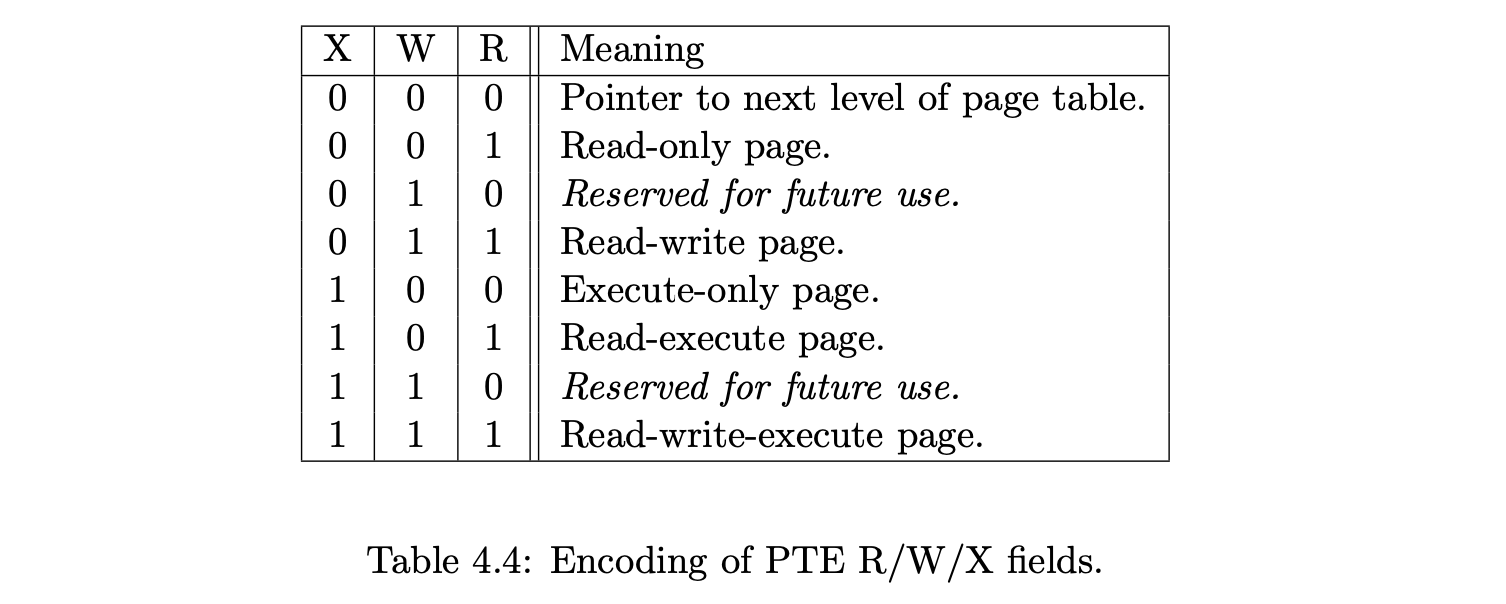 X W R Meaning
0 0 0 Pointer to next level of page table.
0 0 1 Read-only page.
0 1 0 Reserved for future use.
0 1 1 Read-write page.
1 0 0 Execute-only page.
1 0 1 Read-execute page.
1 1 0 Reserved for future use.
1 1 1 Read-write-execute page.
Table 4.4: Encoding of PTE R/W/X fields.